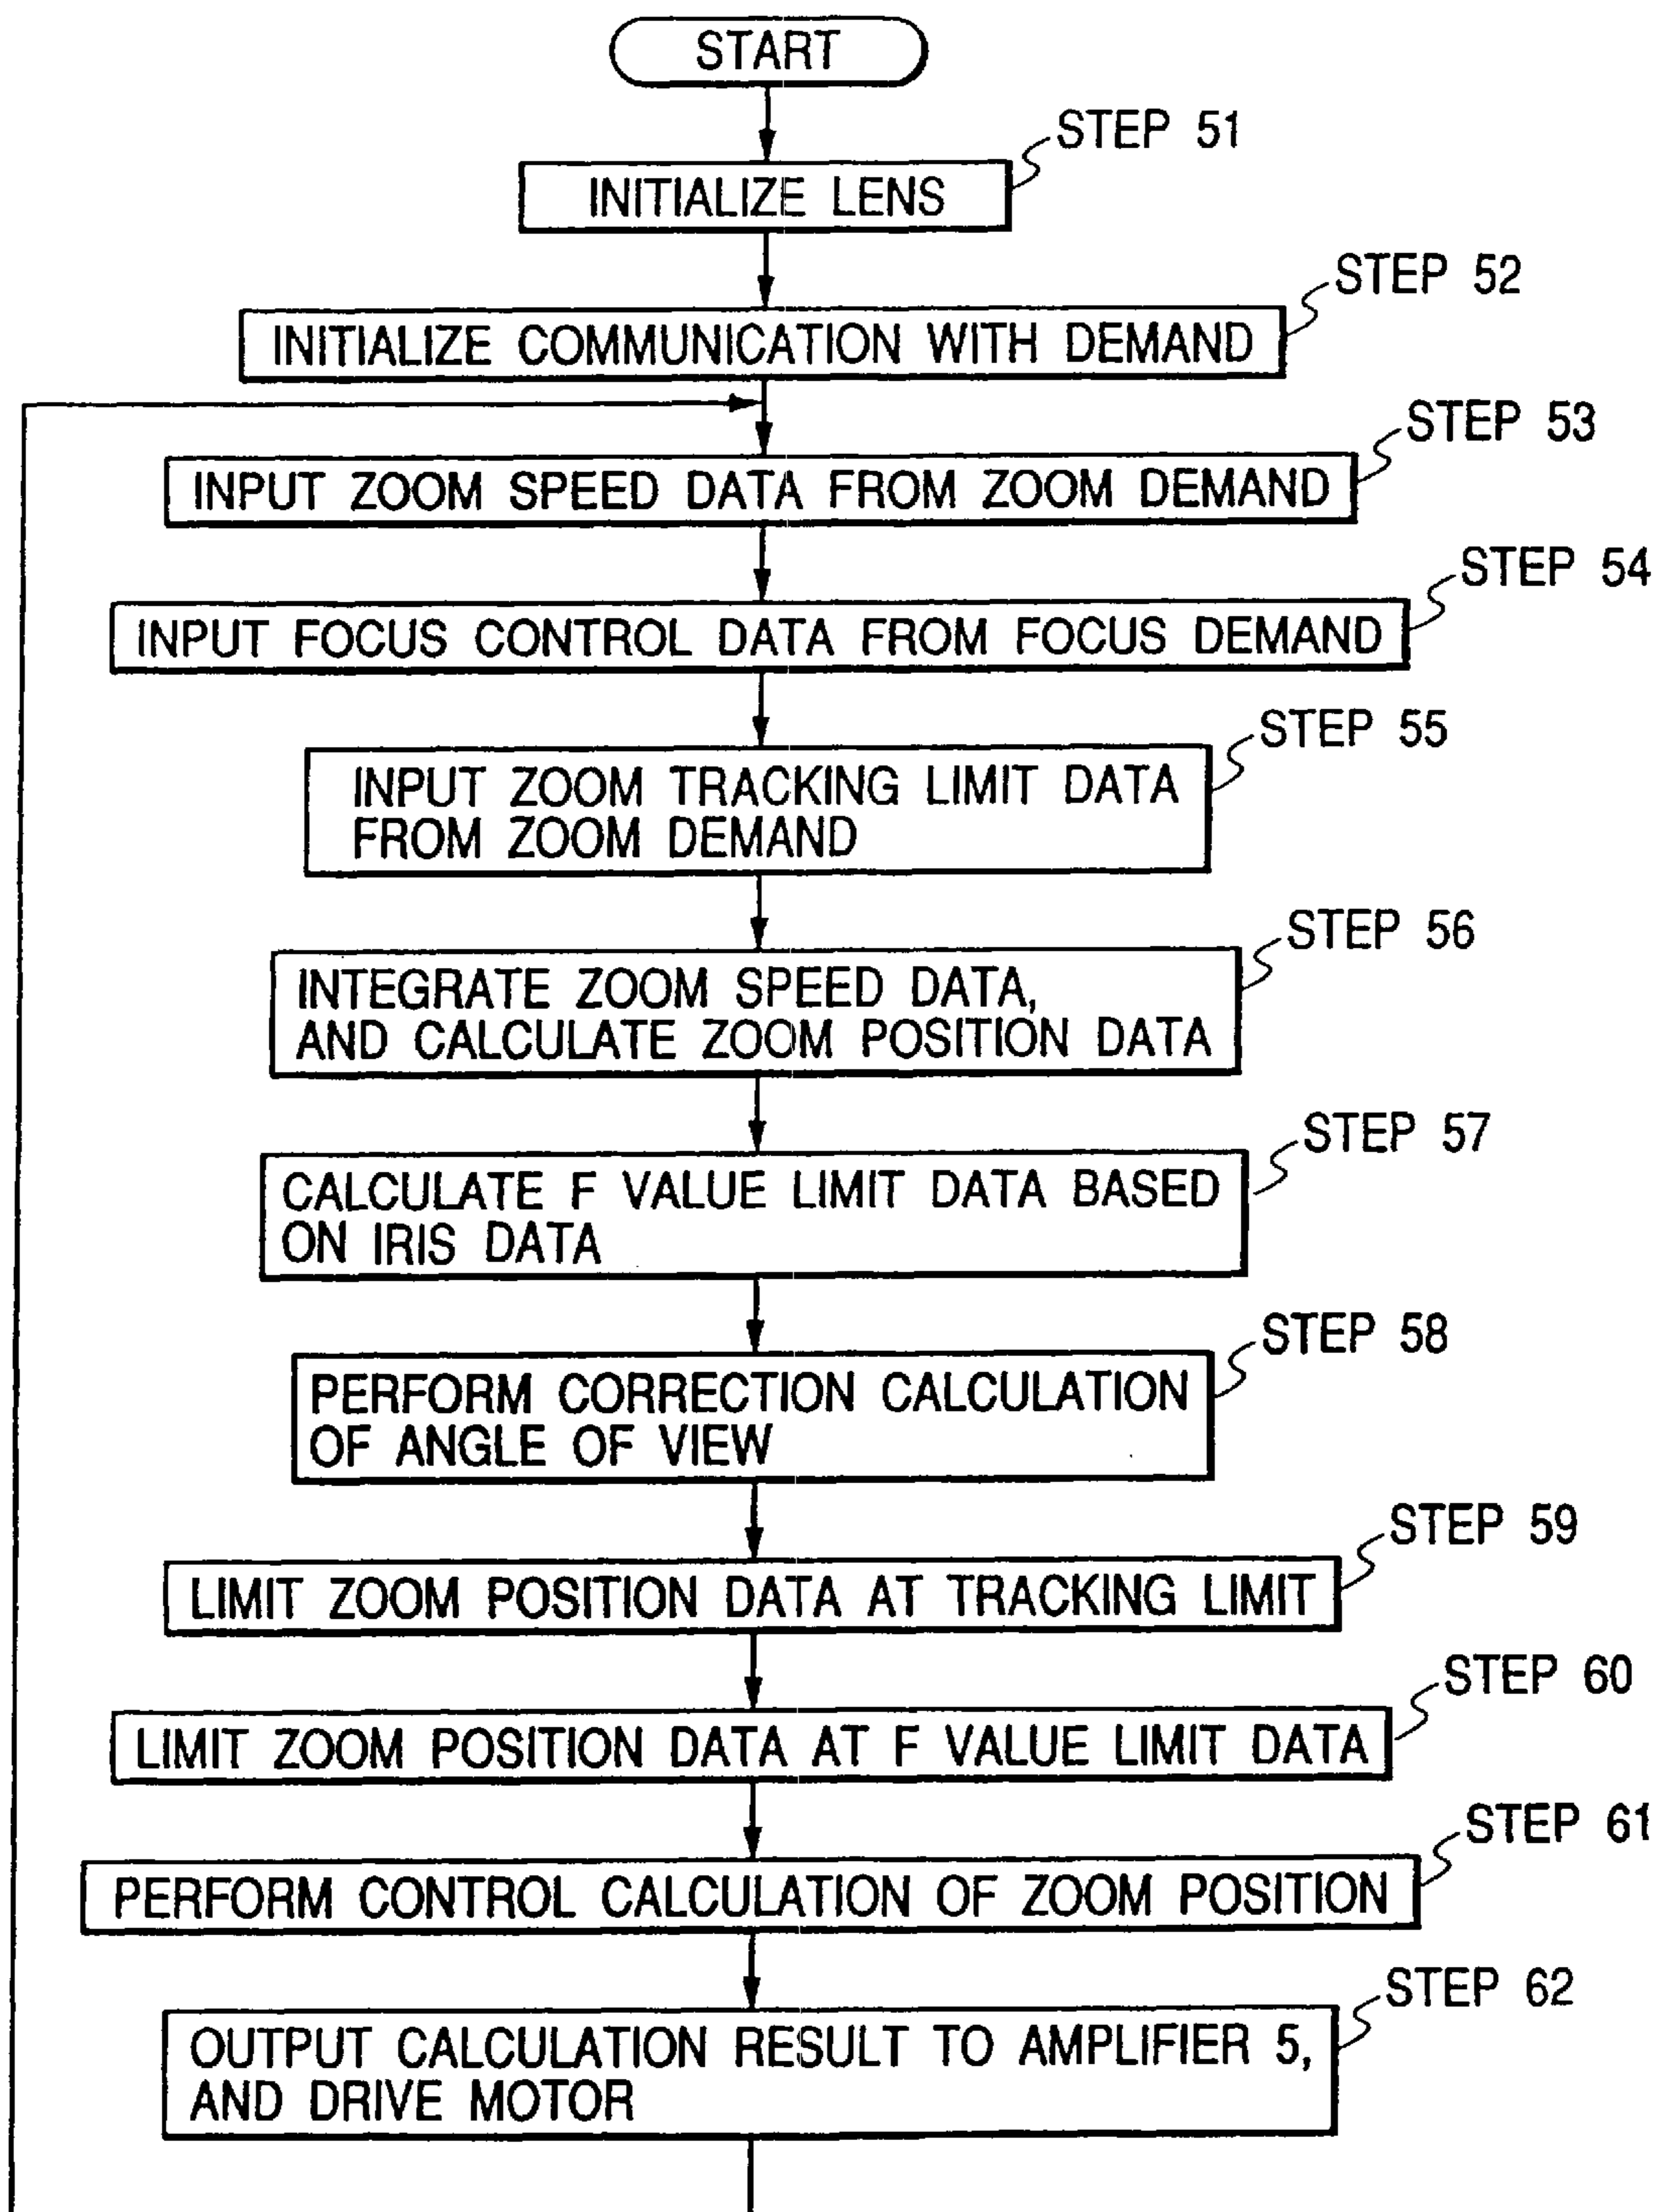 START
STEP 51
INITIALIZE LENS
STEP 52
INITIALIZE COMMUNICATION WITH DEMAND
STEP 53
INPUT ZOOM SPEED DATA FROM ZOOM DEMAND
STEP 54
INPUT FOCUS CONTROL DATA FROM FOCUS DEMAND
STEP 55
INPUT ZOOM TRACKING LIMIT DATA
FROM ZOOM DEMAND
STEP 56
INTEGRATE ZOOM SPEED DATA,
AND CALCULATE ZOOM POSITION DATA
STEP 57
CALCULATE F VALUE LIMIT DATA BASED
ON IRIS DATA
STEP 58
PERFORM CORRECTION CALCULATION
OF ANGLE OF VIEW
STEP 59
LIMIT ZOOM POSITION DATA AT TRACKING LIMIT
STEP 60
LIMIT ZOOM POSITION DATA AT F VALUE LIMIT DATA
STEP 61
PERFORM CONTROL CALCULATION OF ZOOM POSITION
STEP 62
OUTPUT CALCULATION RESULT TO AMPLIFIER 5,
AND DRIVE MOTOR